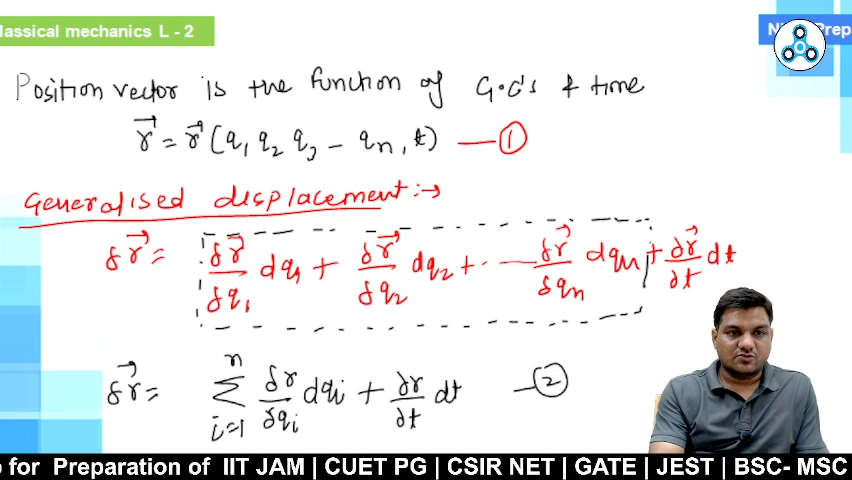 lassical mechanics L - 2
Prep
Position vector is the function of G.C's & time
r⃗ = r⃗ (q₁ q₂ q₃ - qₙ, t) — ①
Generalised displacement:→
δr⃗ = δr⃗/δq₁ dq₁ + δr⃗/δq₂ dq₂ + ·· — δr⃗/δqₙ dqₙ + ∂r⃗/∂t dt
δr⃗ = ∑ᵢ₌₁ⁿ δr/δqᵢ dqᵢ + ∂r/∂t dt — ②
p for Preparation of IIT JAM | CUET PG | CSIR NET | GATE | JEST | BSC- MSC